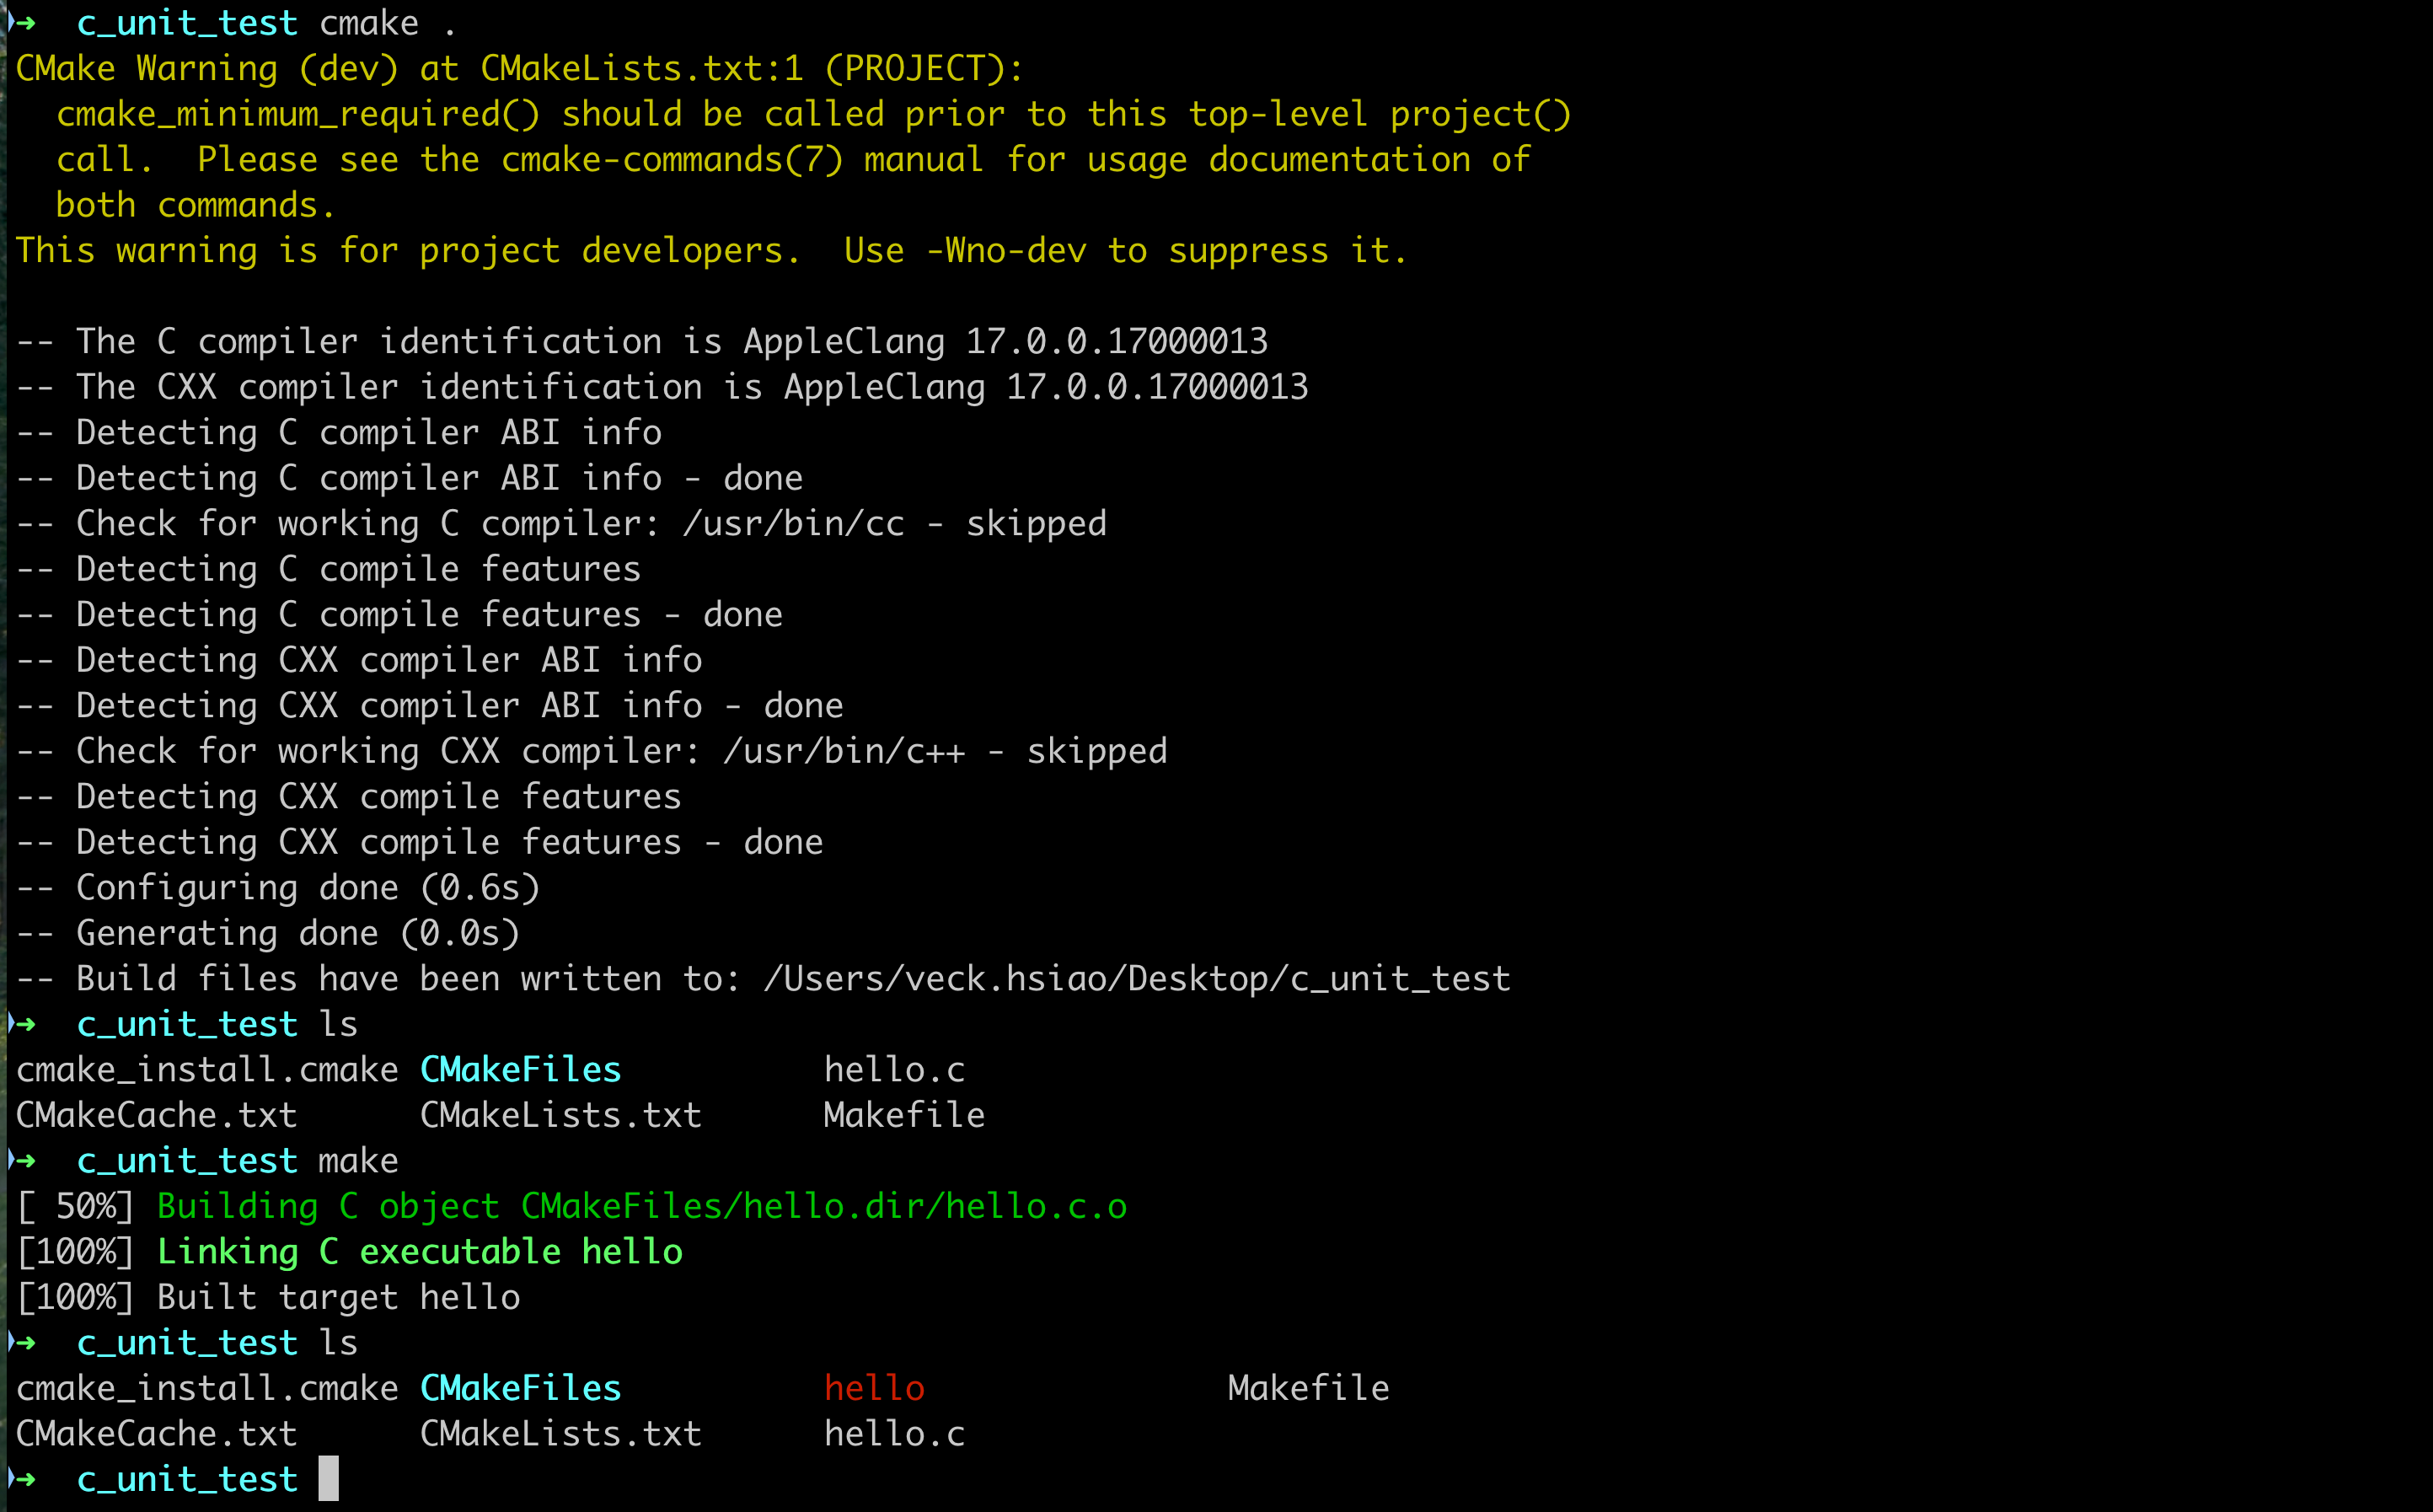 ➜  c_unit_test cmake .
CMake Warning (dev) at CMakeLists.txt:1 (PROJECT):
  cmake_minimum_required() should be called prior to this top-level project()
  call.  Please see the cmake-commands(7) manual for usage documentation of
  both commands.
This warning is for project developers.  Use -Wno-dev to suppress it.

-- The C compiler identification is AppleClang 17.0.0.17000013
-- The CXX compiler identification is AppleClang 17.0.0.17000013
-- Detecting C compiler ABI info
-- Detecting C compiler ABI info - done
-- Check for working C compiler: /usr/bin/cc - skipped
-- Detecting C compile features
-- Detecting C compile features - done
-- Detecting CXX compiler ABI info
-- Detecting CXX compiler ABI info - done
-- Check for working CXX compiler: /usr/bin/c++ - skipped
-- Detecting CXX compile features
-- Detecting CXX compile features - done
-- Configuring done (0.6s)
-- Generating done (0.0s)
-- Build files have been written to: /Users/veck.hsiao/Desktop/c_unit_test
➜  c_unit_test ls
cmake_install.cmake CMakeFiles          hello.c
CMakeCache.txt      CMakeLists.txt      Makefile
➜  c_unit_test make
[ 50%] Building C object CMakeFiles/hello.dir/hello.c.o
[100%] Linking C executable hello
[100%] Built target hello
➜  c_unit_test ls
cmake_install.cmake CMakeFiles          hello               Makefile
CMakeCache.txt      CMakeLists.txt      hello.c
➜  c_unit_test